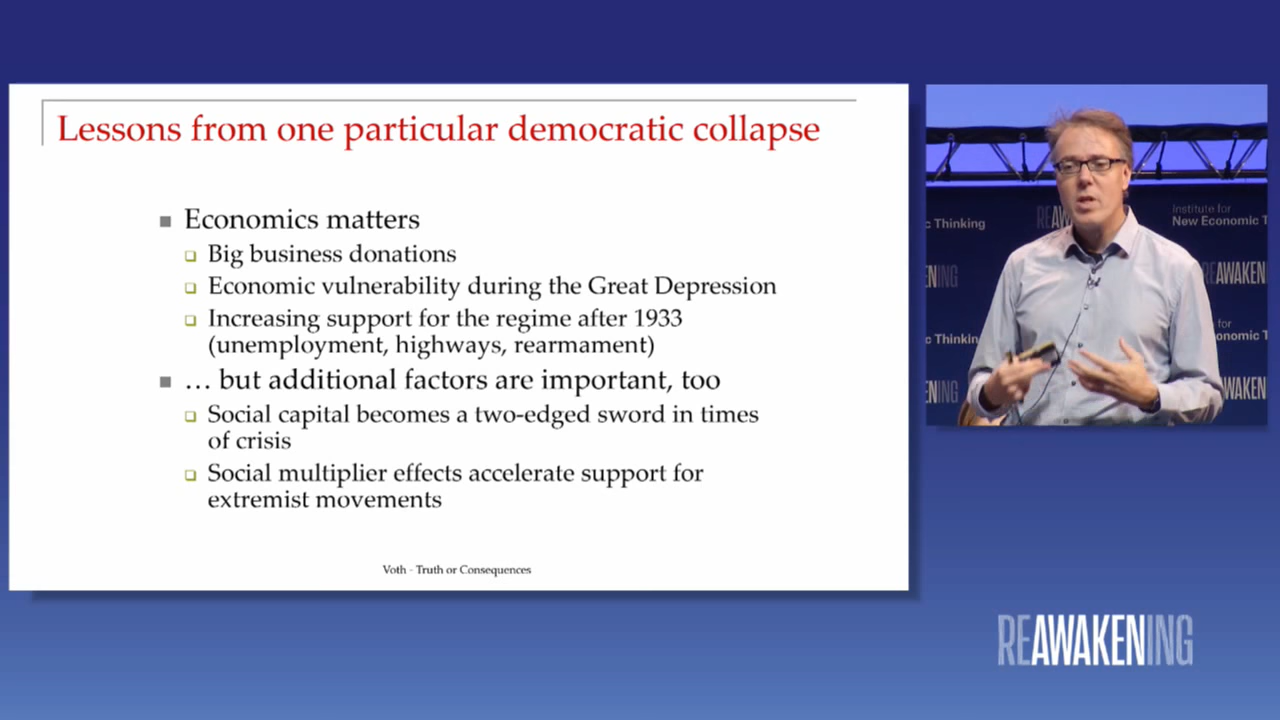 Lessons from one particular democratic collapse
Economics matters
Big business donations
Economic vulnerability during the Great Depression
Increasing support for the regime after 1933
(unemployment, highways, rearmament)
… but additional factors are important, too
Social capital becomes a two-edged sword in times
of crisis
Social multiplier effects accelerate support for
extremist movements
Voth - Truth or Consequences
c Thinking
REA
Institute for
New Economic T
ENING
REAWAKEN
c Thinkin
for
onomic T
ENING
AWAKEN
REAWAKENING